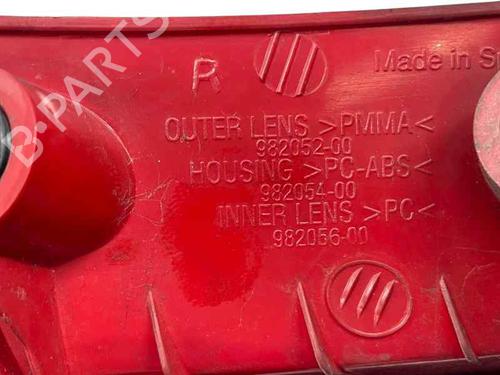 B-PARTS
R
Made in
OUTER LENS >PMMA<
982052-00
HOUSING >PC-ABS<
982054-00
INNER LENS >PC<
982056-00